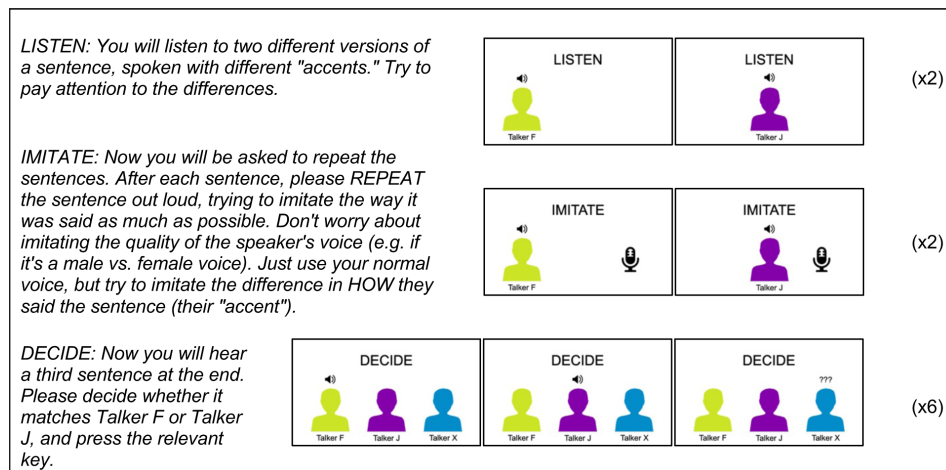 LISTEN: You will listen to two different versions of
a sentence, spoken with different "accents." Try to
pay attention to the differences.
LISTEN
Talker F
LISTEN
Talker J
(x2)
IMITATE: Now you will be asked to repeat the
sentences. After each sentence, please REPEAT
the sentence out loud, trying to imitate the way it
was said as much as possible. Don't worry about
imitating the quality of the speaker's voice (e.g. if
it's a male vs. female voice). Just use your normal
voice, but try to imitate the difference in HOW they
said the sentence (their "accent").
IMITATE
Talker F
IMITATE
Talker J
(x2)
DECIDE: Now you will hear
a third sentence at the end.
Please decide whether it
matches Talker F or Talker
J, and press the relevant
key.
DECIDE
Talker F Talker J Talker X
DECIDE
Talker F Talker J Talker X
DECIDE
???
Talker F Talker J Talker X
(x6)